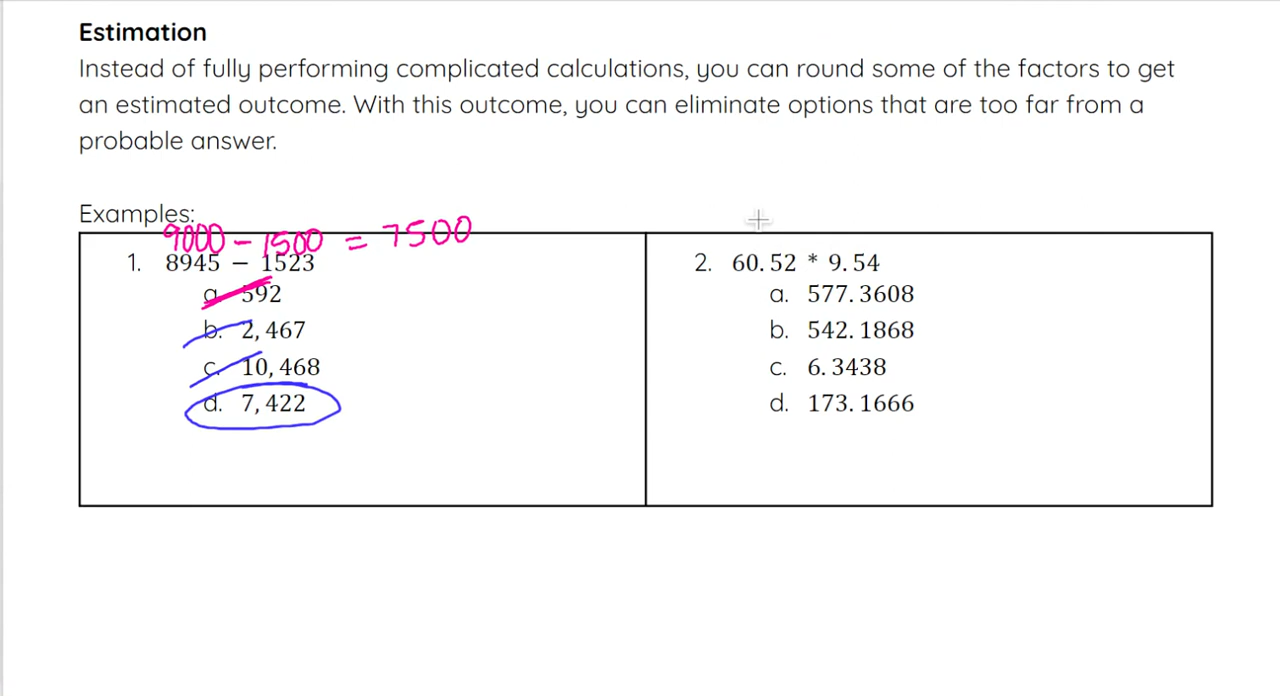 Estimation
Instead of fully performing complicated calculations, you can round some of the factors to get
an estimated outcome. With this outcome, you can eliminate options that are too far from a
probable answer.
Examples:
9000 - 1500 = 7500
1. 8945 − 1523
a. 592
b. 2,467
c. 10,468
d. 7,422
2. 60.52 * 9.54
a. 577.3608
b. 542.1868
c. 6.3438
d. 173.1666